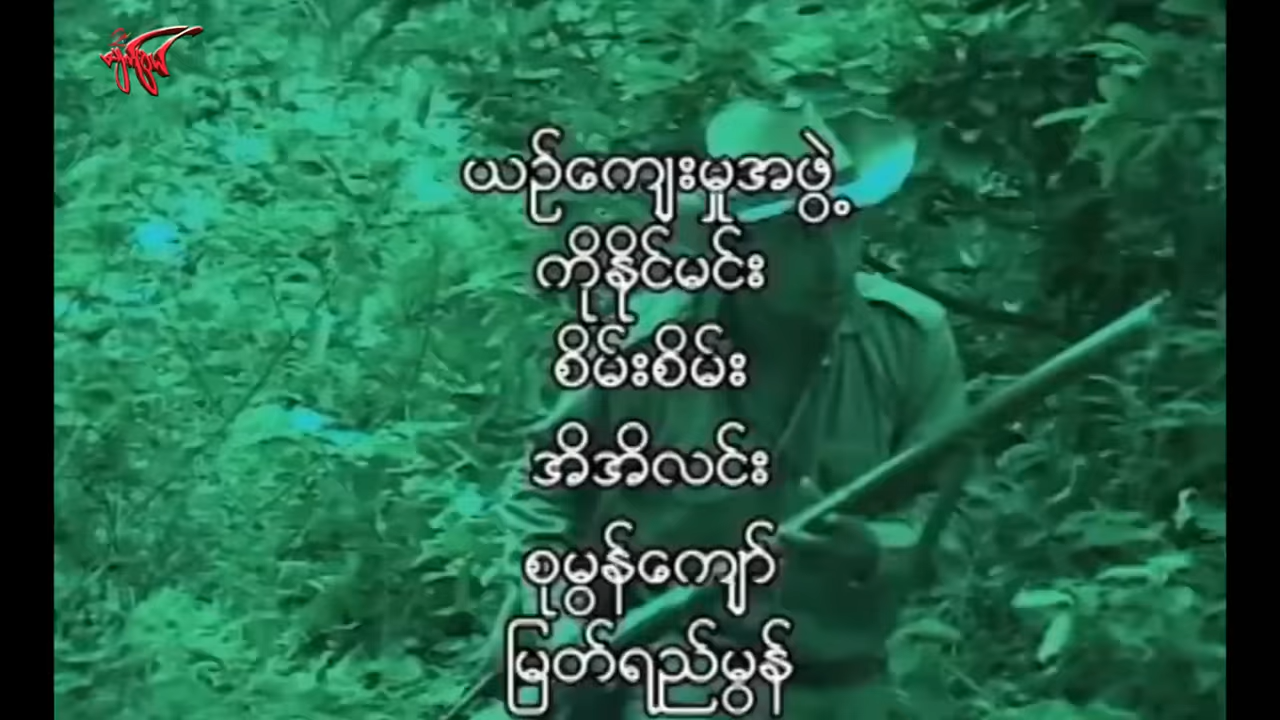 ယဉ်ကျေးမှုအဖွဲ့
ကိုနိုင်မင်း
စိမ်းစိမ်း
အိအိလင်း
စုမွန်ကျော်
မြတ်ရည်မွန်